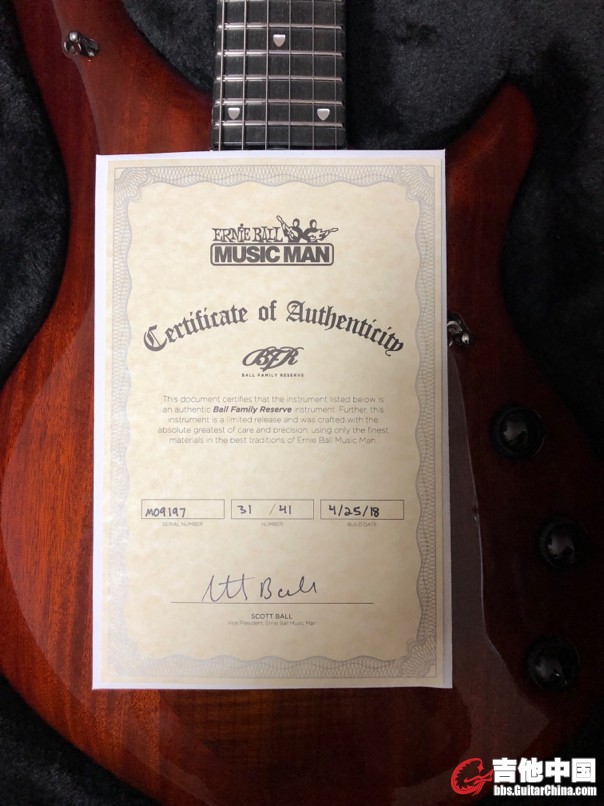 ERNIE BALL
MUSIC MAN
Certificate of Authenticity
BFR
BALL FAMILY RESERVE
This document certifies that the instrument listed below is
an authentic Ball Family Reserve instrument. Further, this
instrument is a limited release and was crafted with the
absolute greatest of care and precision, using only the finest
materials in the best traditions of Ernie Ball Music Man.
M09197 31 /41 4/25/18
SERIAL NUMBER NUMBER BUILD DATE
SCOTT BALL
Vice President, Ernie Ball Music Man
吉他中国
bbs.GuitarChina.com